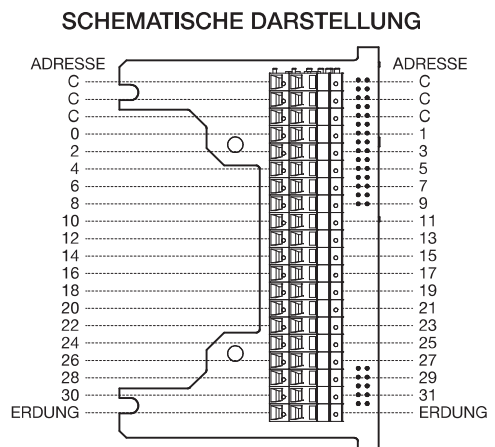 SCHEMATISCHE DARSTELLUNG
ADRESSE ADRESSE
C C
C C
C C
0 1
2 3
4 5
6 7
8 9
10 11
12 13
14 15
16 17
18 19
20 21
22 23
24 25
26 27
28 29
30 31
ERDUNG ERDUNG